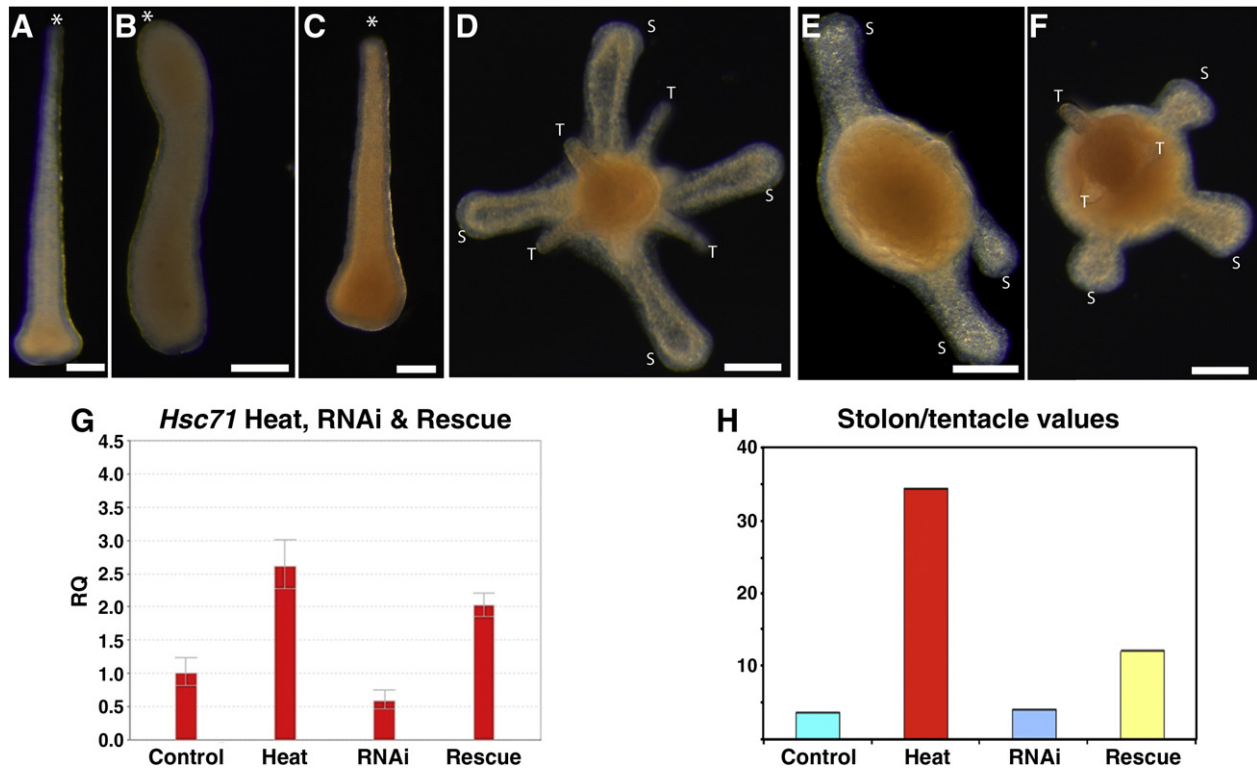 A * B * C * D E F
S
T
T
S
S
T
T
S
S
S
T
S
T
T
S
S
G Hsc71 Heat, RNAi & Rescue
4.5
4.0
3.5
3.0
2.5
2.0
1.5
1.0
0.5
0.0
RQ
Control Heat RNAi Rescue
H Stolon/tentacle values
40
30
20
10
Control Heat RNAi Rescue